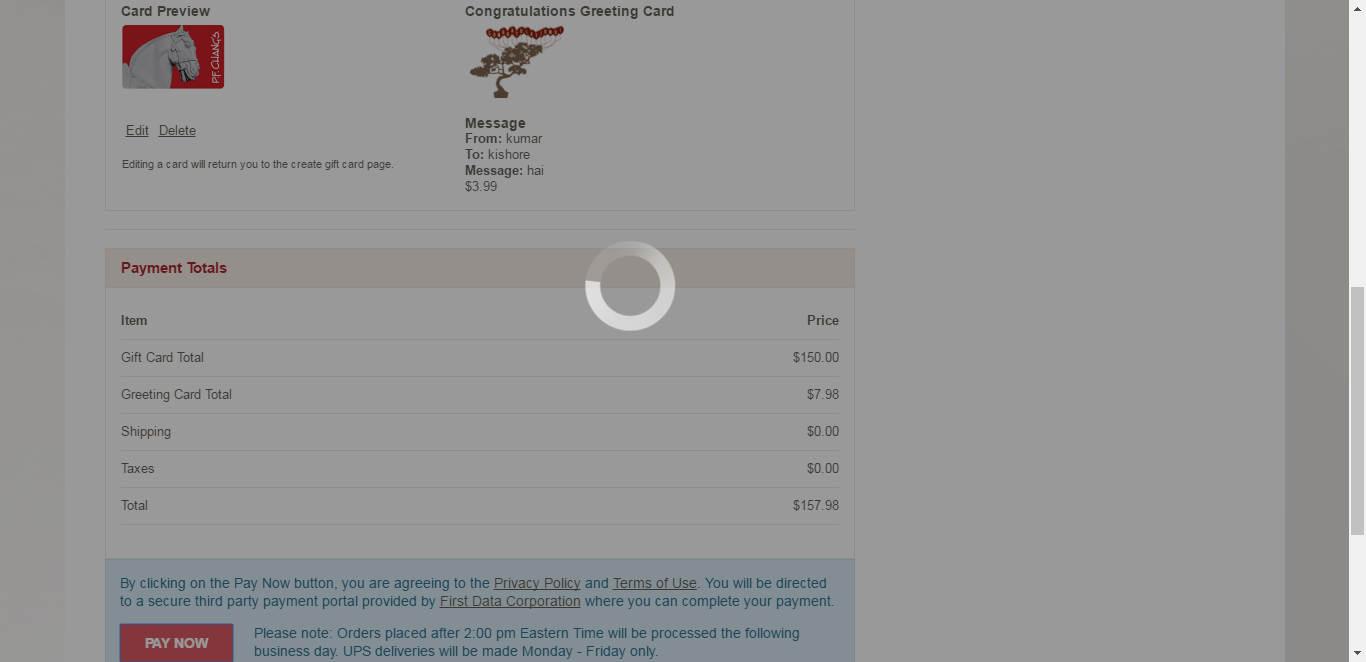 Card Preview
Congratulations Greeting Card
P.F. CHANG'S
Edit Delete
Editing a card will return you to the create gift card page.
Message
From: kumar
To: kishore
Message: hai
$3.99
Payment Totals
Item Price
Gift Card Total $150.00
Greeting Card Total $7.98
Shipping $0.00
Taxes $0.00
Total $157.98
By clicking on the Pay Now button, you are agreeing to the Privacy Policy and Terms of Use. You will be directed
to a secure third party payment portal provided by First Data Corporation where you can complete your payment.
PAY NOW
Please note: Orders placed after 2:00 pm Eastern Time will be processed the following
business day. UPS deliveries will be made Monday - Friday only.